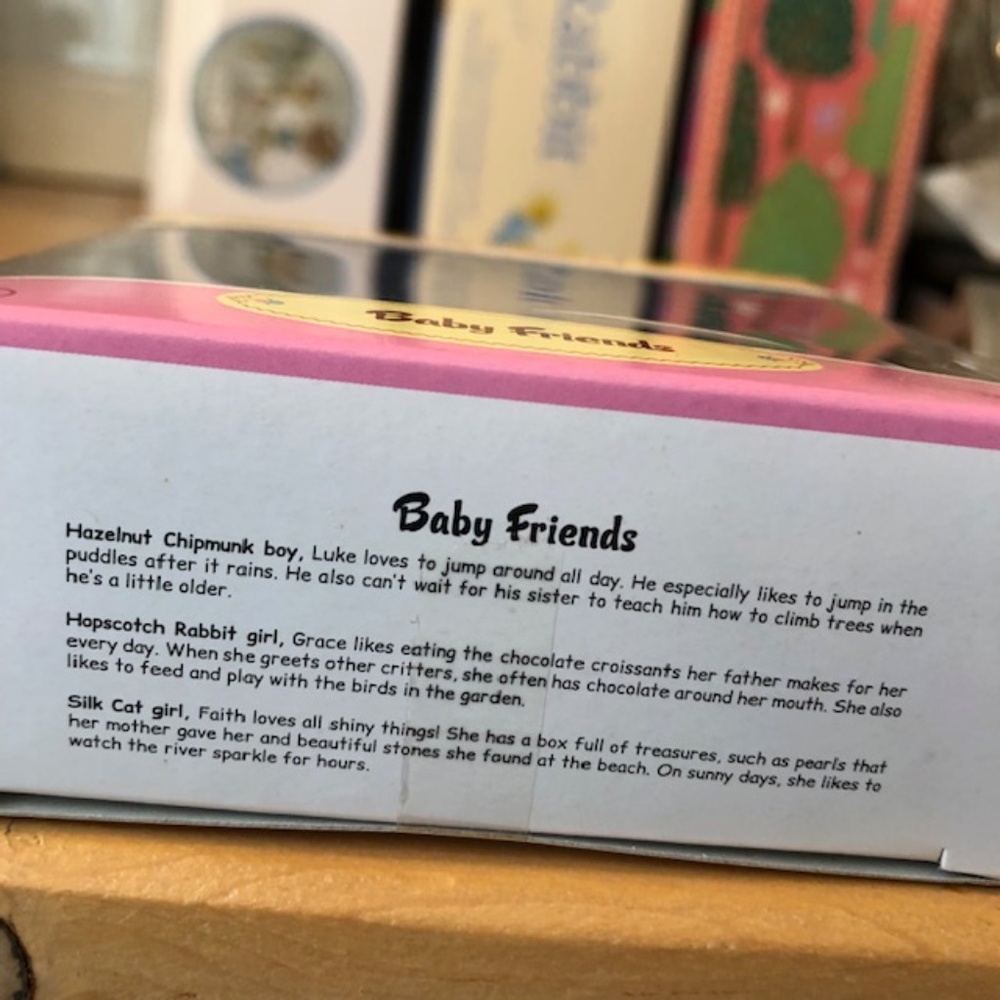 Baby Friends
Baby Friends
Hazelnut Chipmunk boy, Luke loves to jump around all day. He especially likes to jump in the
puddles after it rains. He also can't wait for his sister to teach him how to climb trees when
he's a little older.
Hopscotch Rabbit girl, Grace likes eating the chocolate croissants her father makes for her
every day. When she greets other critters, she often has chocolate around her mouth. She also
likes to feed and play with the birds in the garden.
Silk Cat girl, Faith loves all shiny things! She has a box full of treasures, such as pearls that
her mother gave her and beautiful stones she found at the beach. On sunny days, she likes to
watch the river sparkle for hours.